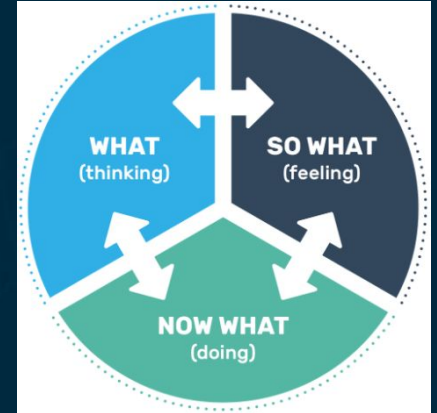 WHAT
(thinking)
SO WHAT
(feeling)
NOW WHAT
(doing)